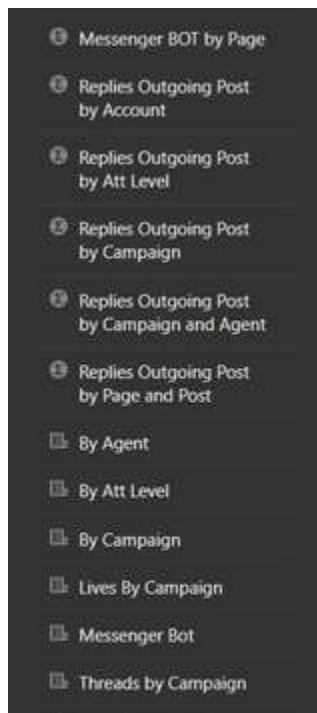 Messenger BOT by Page
Replies Outgoing Post
by Account
Replies Outgoing Post
by Att Level
Replies Outgoing Post
by Campaign
Replies Outgoing Post
by Campaign and Agent
Replies Outgoing Post
by Page and Post
By Agent
By Att Level
By Campaign
Lives By Campaign
Messenger Bot
Threads by Campaign